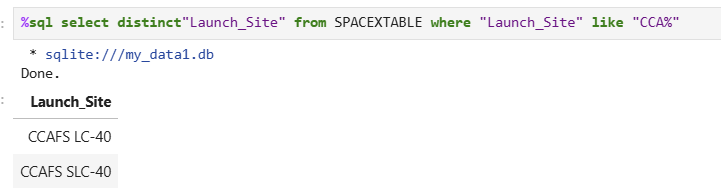 :
%sql select distinct"Launch_Site" from SPACEXTABLE where "Launch_Site" like "CCA%"
* sqlite:///my_data1.db
Done.
:
Launch_Site
CCAFS LC-40
CCAFS SLC-40